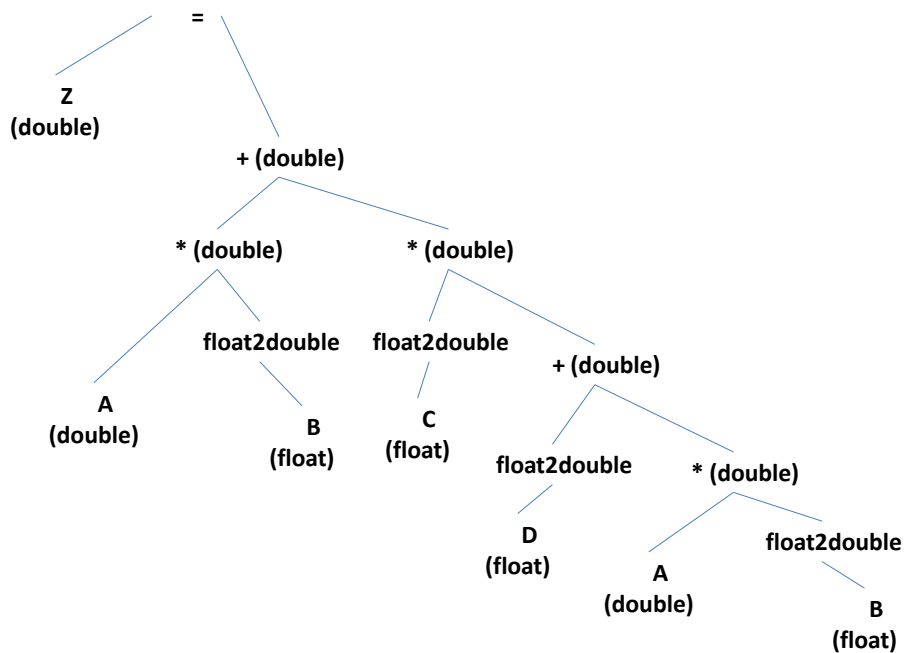 =
Z
(double)
+ (double)
* (double)
* (double)
float2double
float2double
+ (double)
A
(double)
B
(float)
C
(float)
float2double
* (double)
D
(float)
float2double
A
(double)
B
(float)